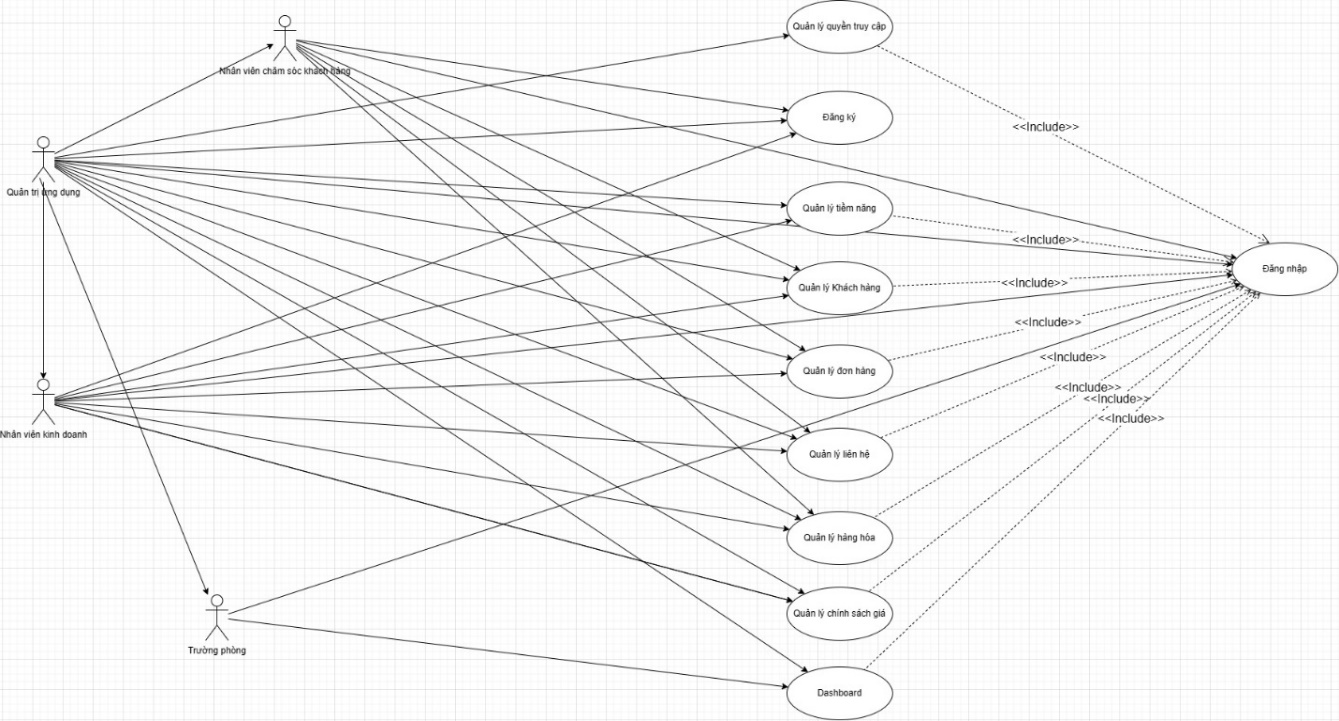 Quản lý quyền truy cập
Nhân viên chăm sóc khách hàng
Đăng ký
<<Include>>
Quản trị ứng dụng
Quản lý tiềm năng
<<Include>>
Đăng nhập
Quản lý Khách hàng
<<Include>>
<<Include>>
Quản lý đơn hàng
<<Include>>
<<Include>>
<<Include>>
<<Include>>
Nhân viên kinh doanh
Quản lý liên hệ
Quản lý hàng hóa
Quản lý chính sách giá
Trường phòng
Dashboard